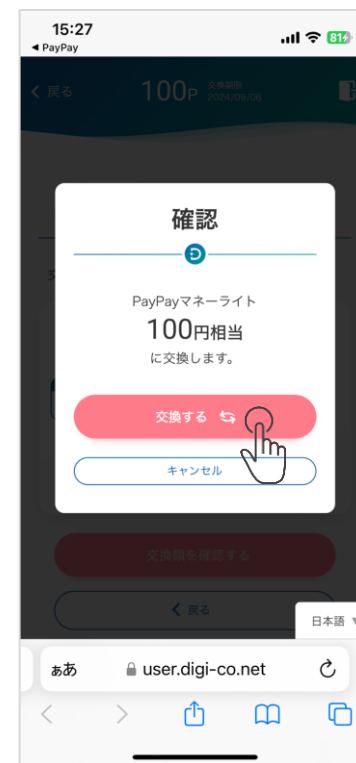 15:27
81
◀ PayPay
戻る
100P
交換期限
2024/09/06
確認
PayPayマネーライト
100円相当
に交換します。
交換する
キャンセル
交換額を確認する
戻る
日本語
ぁあ
user.digi-co.net